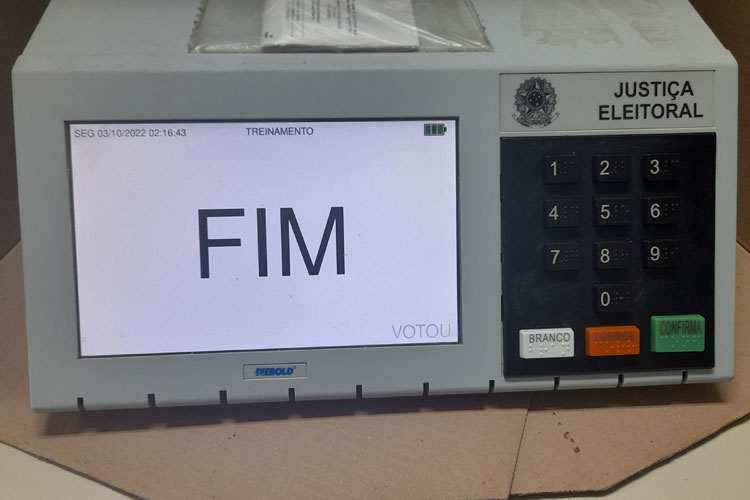 JUSTIÇA
ELEITORAL
SEG 03/10/2022 02:16:43 TREINAMENTO
FIM
VOTOU
1 2 3
4 5 6
7 8 9
0
BRANCO CORRIGE CONFIRMA
DIEBOLD